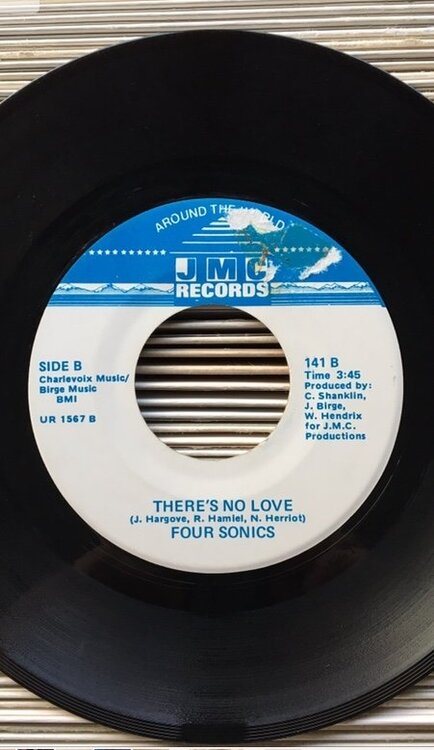 AROUND THE WORLD
JMC
RECORDS
SIDE B
Charlevoix Music/
Birge Music
BMI
UR 1567 B
141 B
Time 3:45
Produced by:
C. Shanklin,
J. Birge,
W. Hendrix
for J.M.C.
Productions
THERE'S NO LOVE
(J. Hargove, R. Hamiel, N. Herriot)
FOUR SONICS